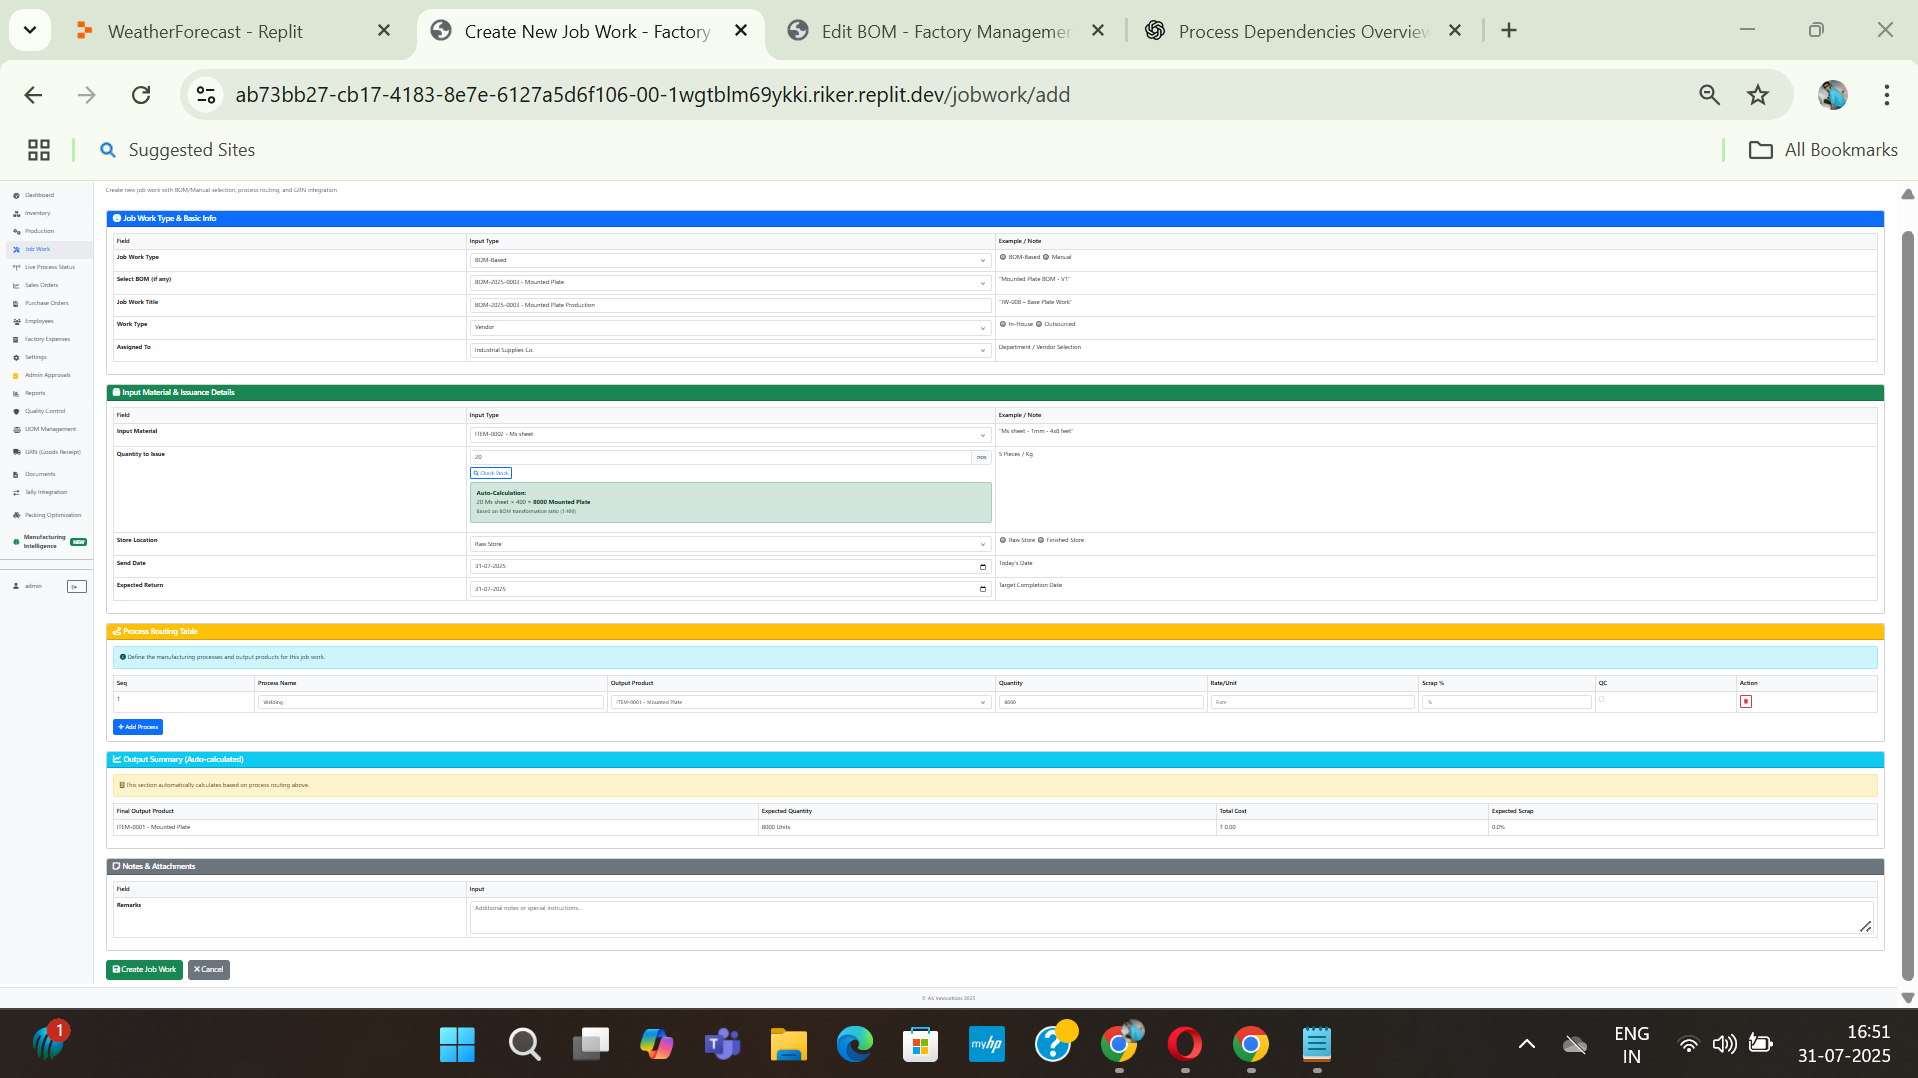 WeatherForecast - Replit
Create New Job Work - Factory
Edit BOM - Factory Managemen
Process Dependencies Overview
ab73bb27-cb17-4183-8e7e-6127a5d6f106-00-1wgtblm69ykki.riker.replit.dev/jobwork/add
Suggested Sites
All Bookmarks
Dashboard
Inventory
Production
Job Work
Live Process Status
Sales Orders
Purchase Orders
Employees
Factory Expenses
Settings
Admin Approvals
Reports
Quality Control
UOM Management
GRN (Goods Receipt)
Documents
Tally Integration
Packing Optimization
Manufacturing Intelligence NEW
admin
Create new job work with BOM/Manual selection, process routing, and GRN integration
Job Work Type & Basic Info
Field Input Type Example / Note
Job Work Type BOM-Based BOM-Based Manual
Select BOM (if any) BOM-2025-0003 - Mounted Plate "Mounted Plate BOM - V1"
Job Work Title BOM-2025-0003 - Mounted Plate Production "JW-008 – Base Plate Work"
Work Type Vendor In-House Outsourced
Assigned To Industrial Supplies Co. Department / Vendor Selection
Input Material & Issuance Details
Field Input Type Example / Note
Input Material ITEM-0002 - Ms sheet "Ms sheet - 1mm - 4x8 feet"
Quantity to Issue 20 nos 5 Pieces / Kg
Check Stock
Auto-Calculation:
20 Ms sheet × 400 = 8000 Mounted Plate
Based on BOM transformation ratio (1:400)
Store Location Raw Store Raw Store Finished Store
Send Date 31-07-2025 Today's Date
Expected Return 31-07-2025 Target Completion Date
Process Routing Table
Define the manufacturing processes and output products for this job work.
Seq Process Name Output Product Quantity Rate/Unit Scrap % QC Action
1 Welding ITEM-0001 - Mounted Plate 8000 Rate %
+ Add Process
Output Summary (Auto-calculated)
This section automatically calculates based on process routing above.
Final Output Product Expected Quantity Total Cost Expected Scrap
ITEM-0001 - Mounted Plate 8000 Units ₹ 0.00 0.0%
Notes & Attachments
Field Input
Remarks Additional notes or special instructions...
Create Job Work Cancel
© AK Innovations 2025
1
myhp
ENG
IN
16:51
31-07-2025